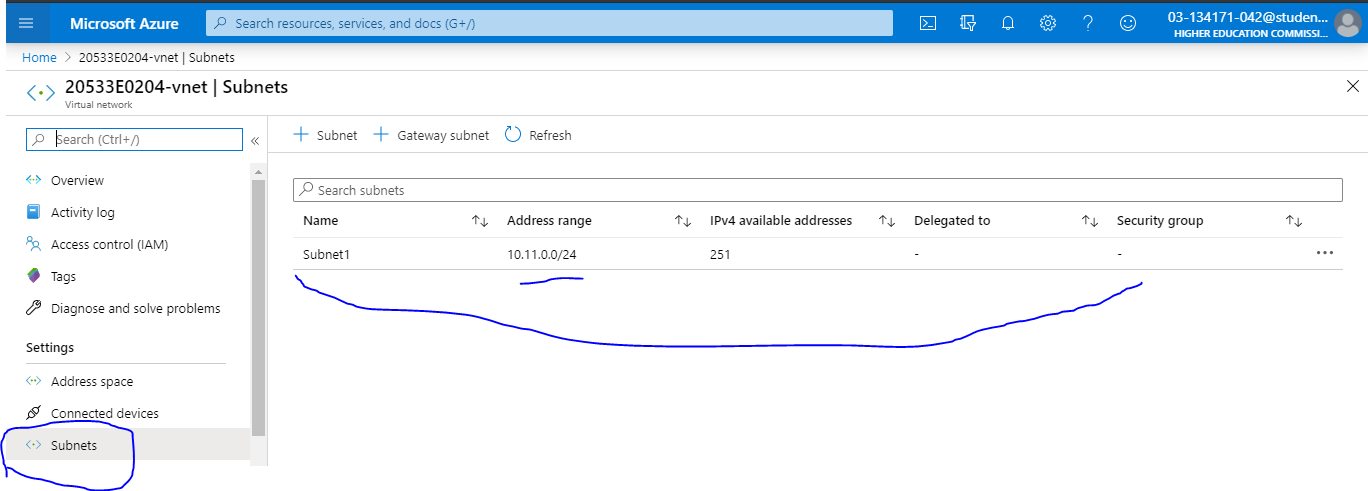 Microsoft Azure
Search resources, services, and docs (G+/)
03-134171-042@studen...
HIGHER EDUCATION COMMISSI...
Home > 20533E0204-vnet | Subnets
20533E0204-vnet | Subnets
Virtual network
Search (Ctrl+/)
Overview
Activity log
Access control (IAM)
Tags
Diagnose and solve problems
Settings
Address space
Connected devices
Subnets
+ Subnet + Gateway subnet Refresh
Search subnets
Name Address range IPv4 available addresses Delegated to Security group
Subnet1 10.11.0.0/24 251 - -